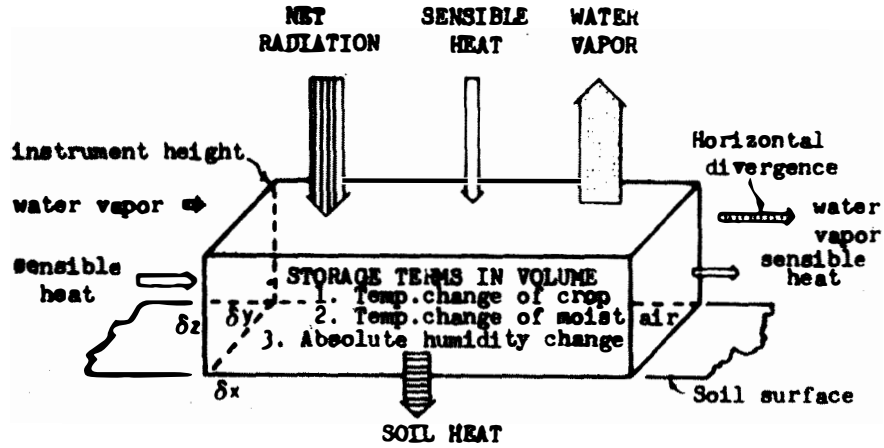 NET RADIATION
SENSIBLE HEAT
WATER VAPOR
instrument height
Horizontal divergence
water vapor
water vapor
sensible heat
sensible heat
STORAGE TERMS IN VOLUME
1. Temp.change of crop
2. Temp.change of moist air
3. Absolute humidity change
δz
δy
δx
Soil surface
SOIL HEAT